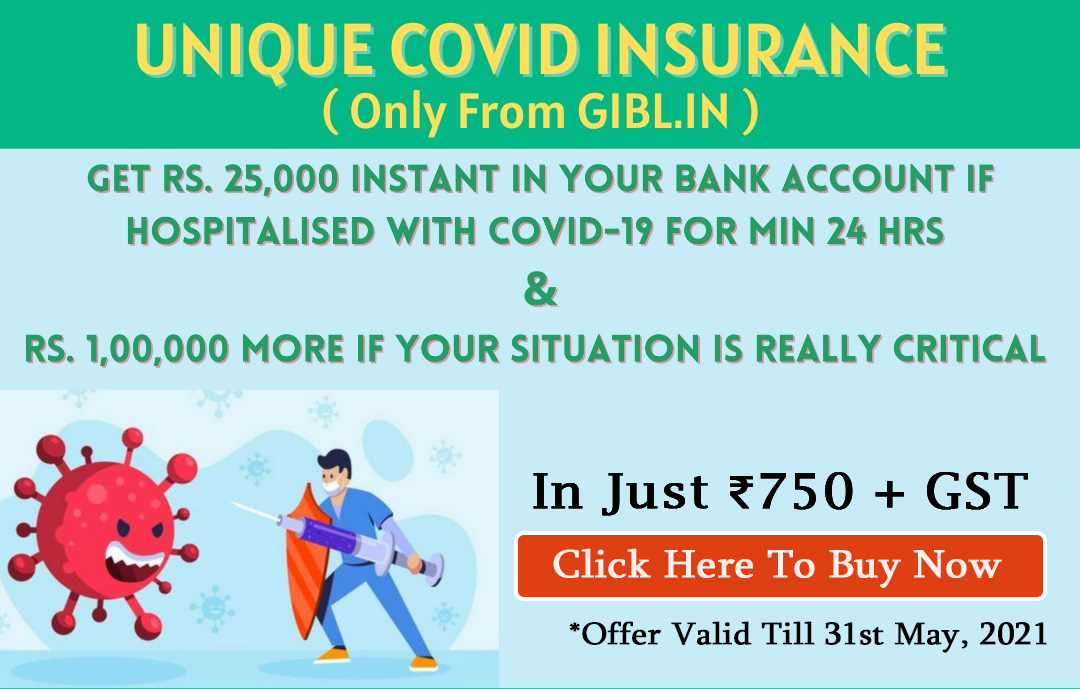 UNIQUE COVID INSURANCE
( Only From GIBL.IN )
GET RS. 25,000 INSTANT IN YOUR BANK ACCOUNT IF
HOSPITALISED WITH COVID-19 FOR MIN 24 HRS
&
RS. 1,00,000 MORE IF YOUR SITUATION IS REALLY CRITICAL
In Just ₹750 + GST
Click Here To Buy Now
*Offer Valid Till 31st May, 2021